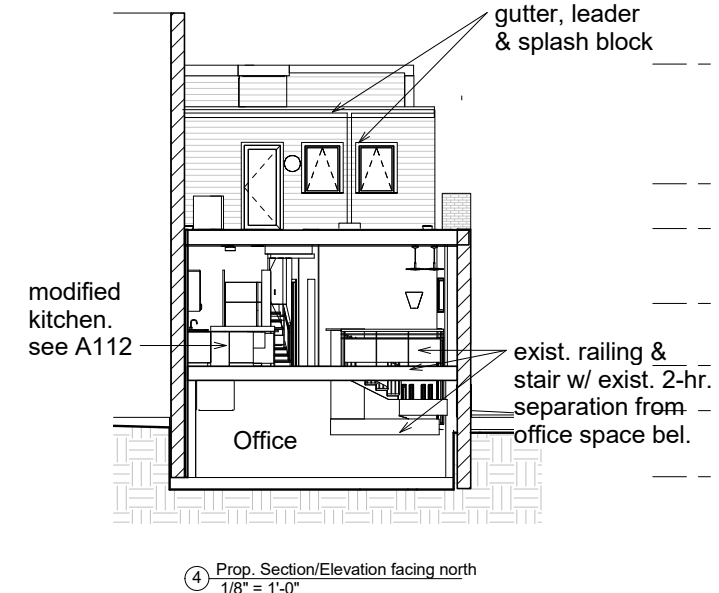 gutter, leader
& splash block
modified
kitchen.
see A112
exist. railing &
stair w/ exist. 2-hr.
separation from
office space bel.
Office
4 Prop. Section/Elevation facing north
1/8" = 1'-0"